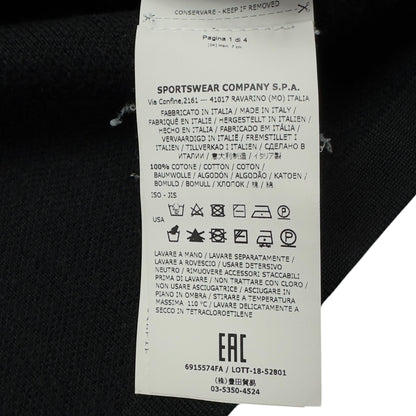 CONSERVARE - KEEP IF REMOVED
Pagina 1 di 4
SPORTSWEAR COMPANY S.P.A.
Via Confine,2161 --- 41017 RAVARINO (MO) ITALIA
FABBRICATO IN ITALIA / MADE IN ITALY /
FABRIQUÉ EN ITALIE / HERGESTELLT IN ITALIEN
/ HECHO EN ITALIA / FABRICADO EM ITÁLIA /
VERVAARDIGD IN ITALIË / FREMSTILLET I
ITALIEN / TILLVERKAD I ITALIEN / СДЕЛАНО В
ИТАЛИИ / 意大利制造 / イタリア製
100% COTONE / COTTON / COTON /
BAUMWOLLE / ALGODÓN / ALGODÃO / KATOEN /
BOMULD / BOMULL / ХЛОПОК / 棉 / 綿
ISO - JIS
USA
LAVARE A MANO / LAVARE SEPARATAMENTE /
LAVARE A ROVESCIO / USARE DETERSIVO
NEUTRO / RIMUOVERE ACCESSORI STACCABILI
PRIMA DI LAVARE / NON TRATTARE CON CLORO /
NON USARE ASCIUGATRICE / ASCIUGARE IN
PIANO IN OMBRA / STIRARE A TEMPERATURA
MASSIMA 110 °C / LAVARE DELICATAMENTE A
SECCO IN TETRACLOROETILENE
EAC
6915574FA / LOTT-18-52801
(株) 豊田貿易
03-5350-4524